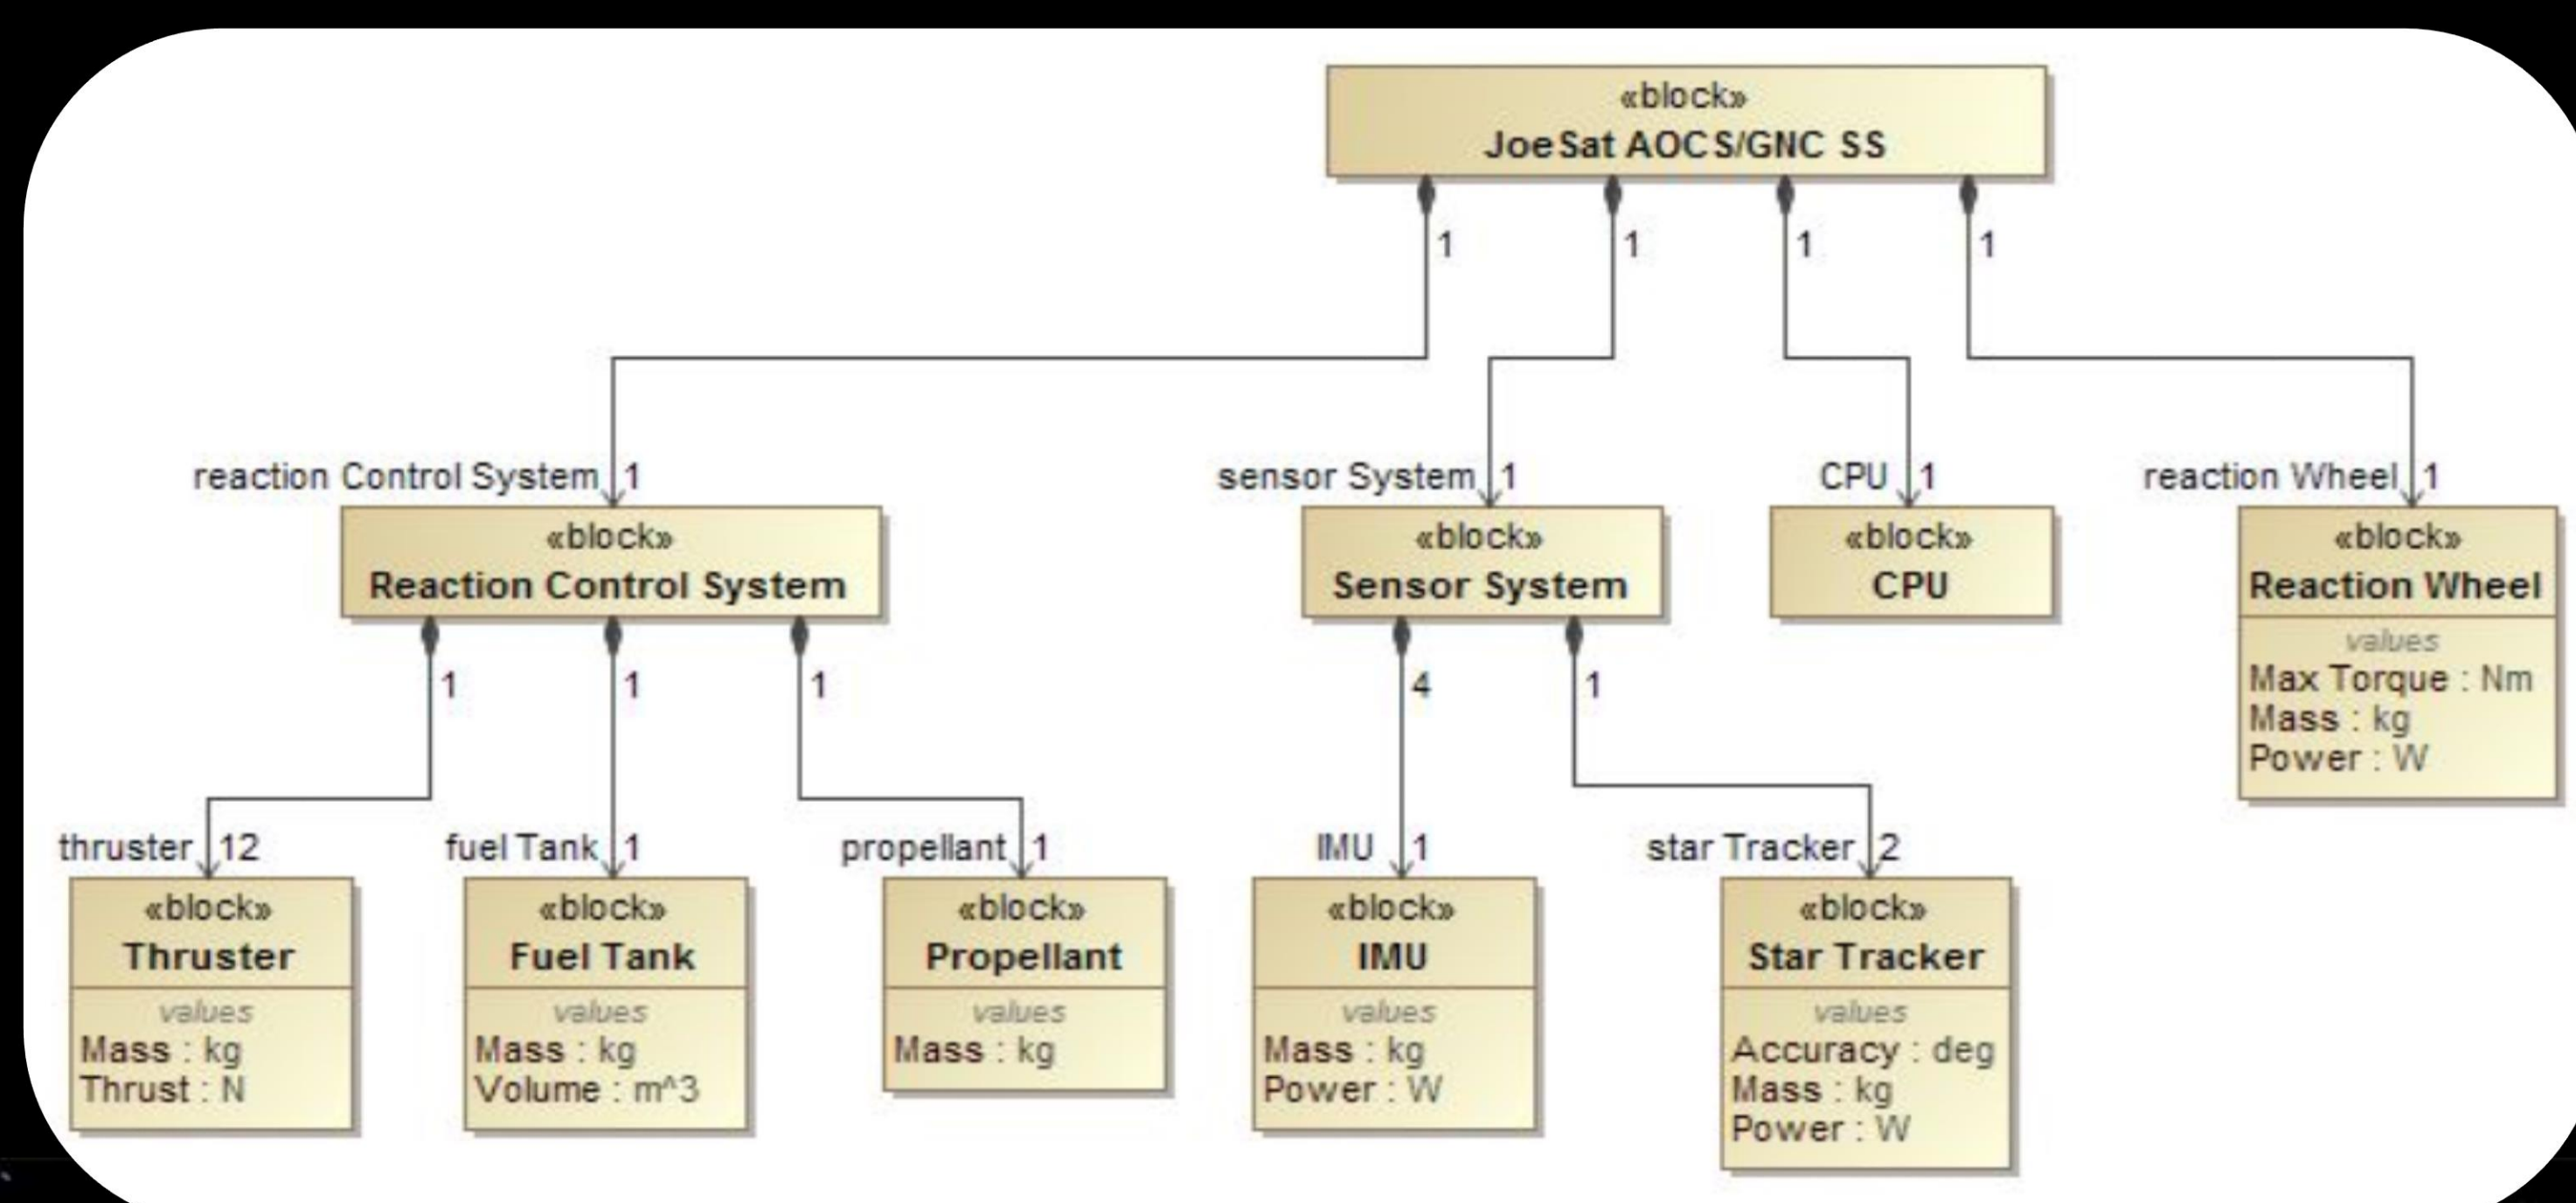 «block»
JoeSat AOCS/GNC SS
1 1 1 1
reaction Control System 1 sensor System 1 CPU 1 reaction Wheel 1
«block»
Reaction Control System
«block»
Sensor System
«block»
CPU
«block»
Reaction Wheel
values
Max Torque : Nm
Mass : kg
Power : W
1 1 1 4 1
thruster 12 fuel Tank 1 propellant 1 IMU 1 star Tracker 2
«block»
Thruster
values
Mass : kg
Thrust : N
«block»
Fuel Tank
values
Mass : kg
Volume : m^3
«block»
Propellant
values
Mass : kg
«block»
IMU
values
Mass : kg
Power : W
«block»
Star Tracker
values
Accuracy : deg
Mass : kg
Power : W